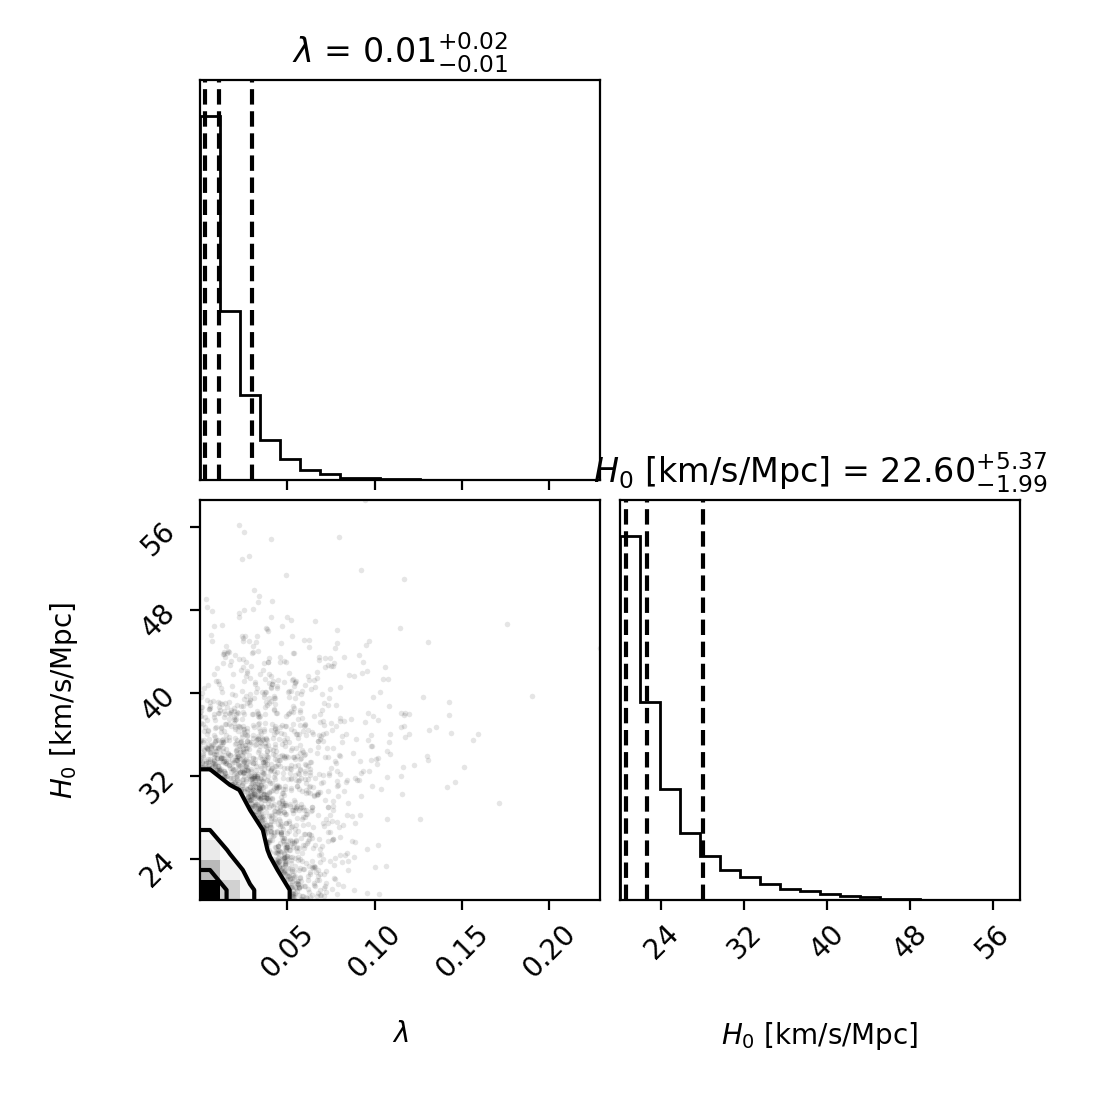 λ = 0.01 +0.02 −0.01
H0 [km/s/Mpc] = 22.60 +5.37 −1.99
56
48
40
32
24
H0 [km/s/Mpc]
0.05 0.10 0.15 0.20
λ
24 32 40 48 56
H0 [km/s/Mpc]